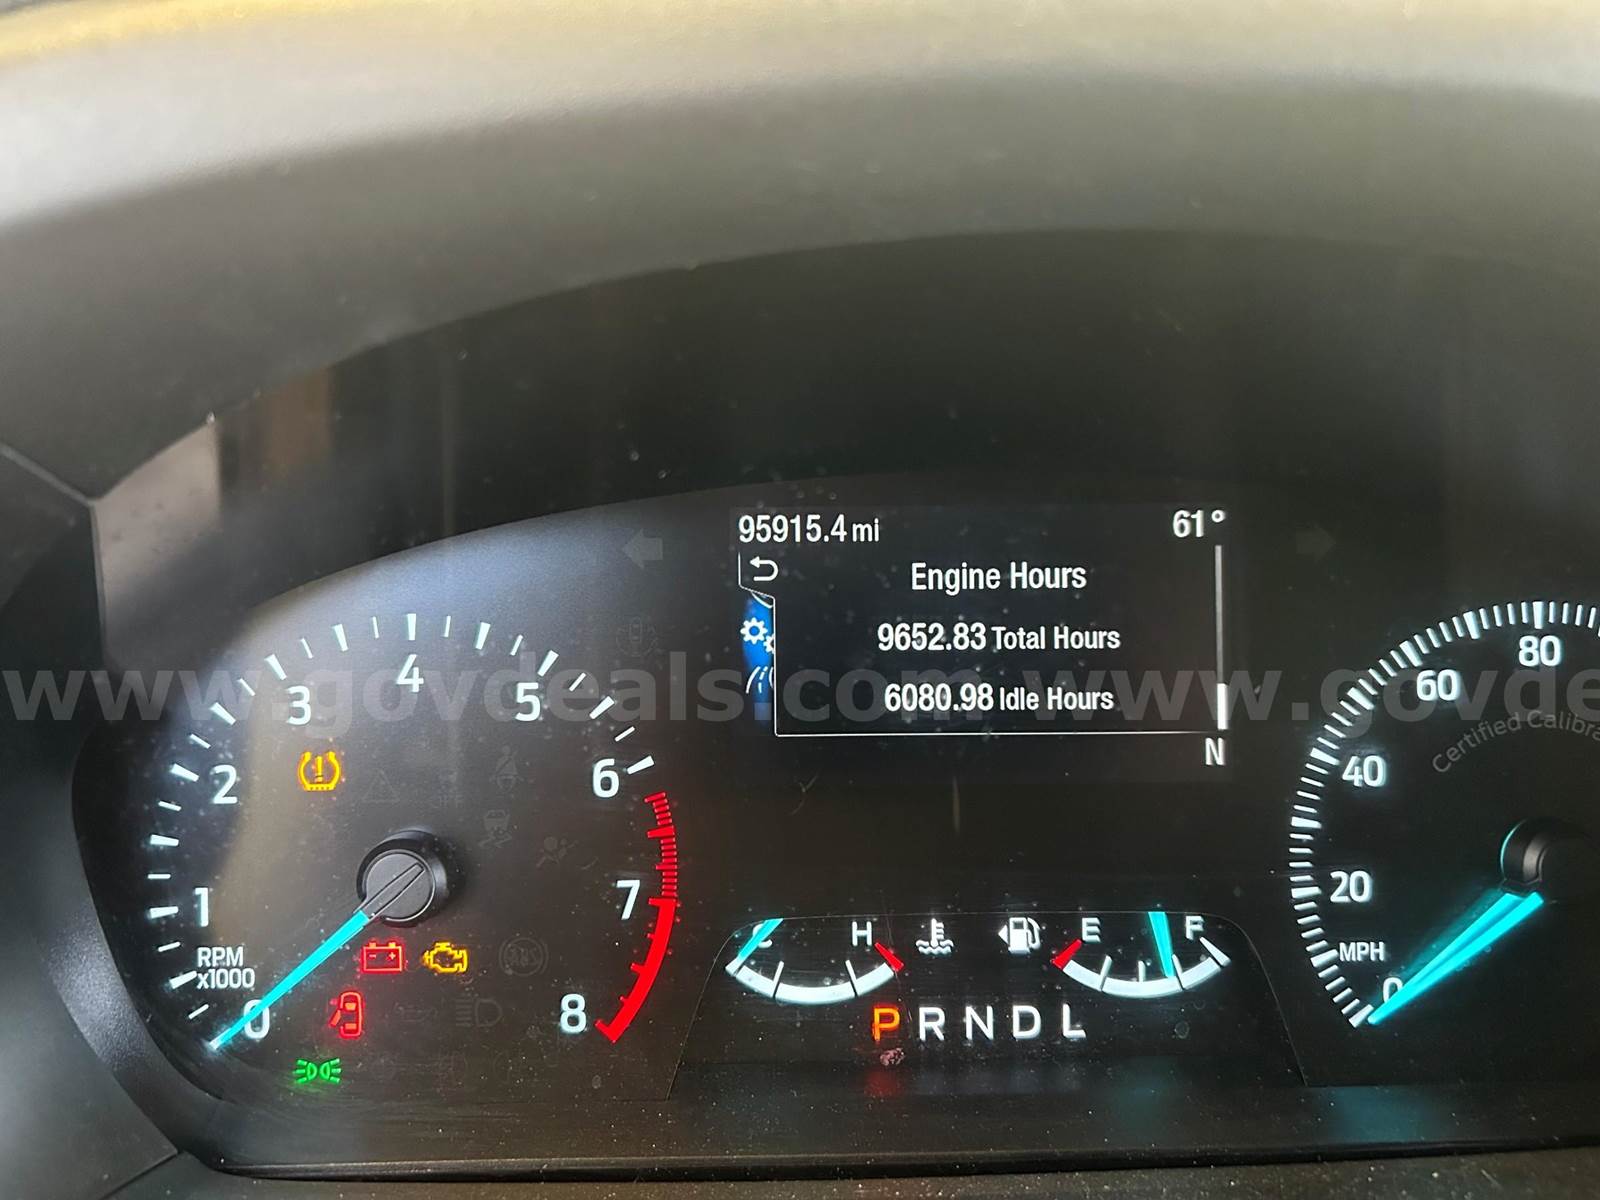 95915.4 mi 61°
Engine Hours
9652.83 Total Hours
6080.98 Idle Hours
N
0 1 2 3 4 5 6 7 8
RPM
x1000
C H
E F
P R N D L
0 20 40 60 80
MPH
Certified Calibra
www.govdeals.com www.govde